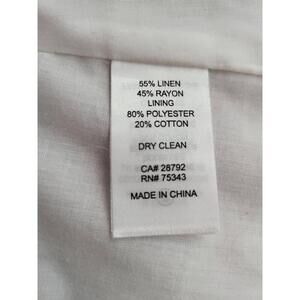 55% LINEN
45% RAYON
LINING
80% POLYESTER
20% COTTON
DRY CLEAN
CA# 28792
RN# 75343
MADE IN CHINA